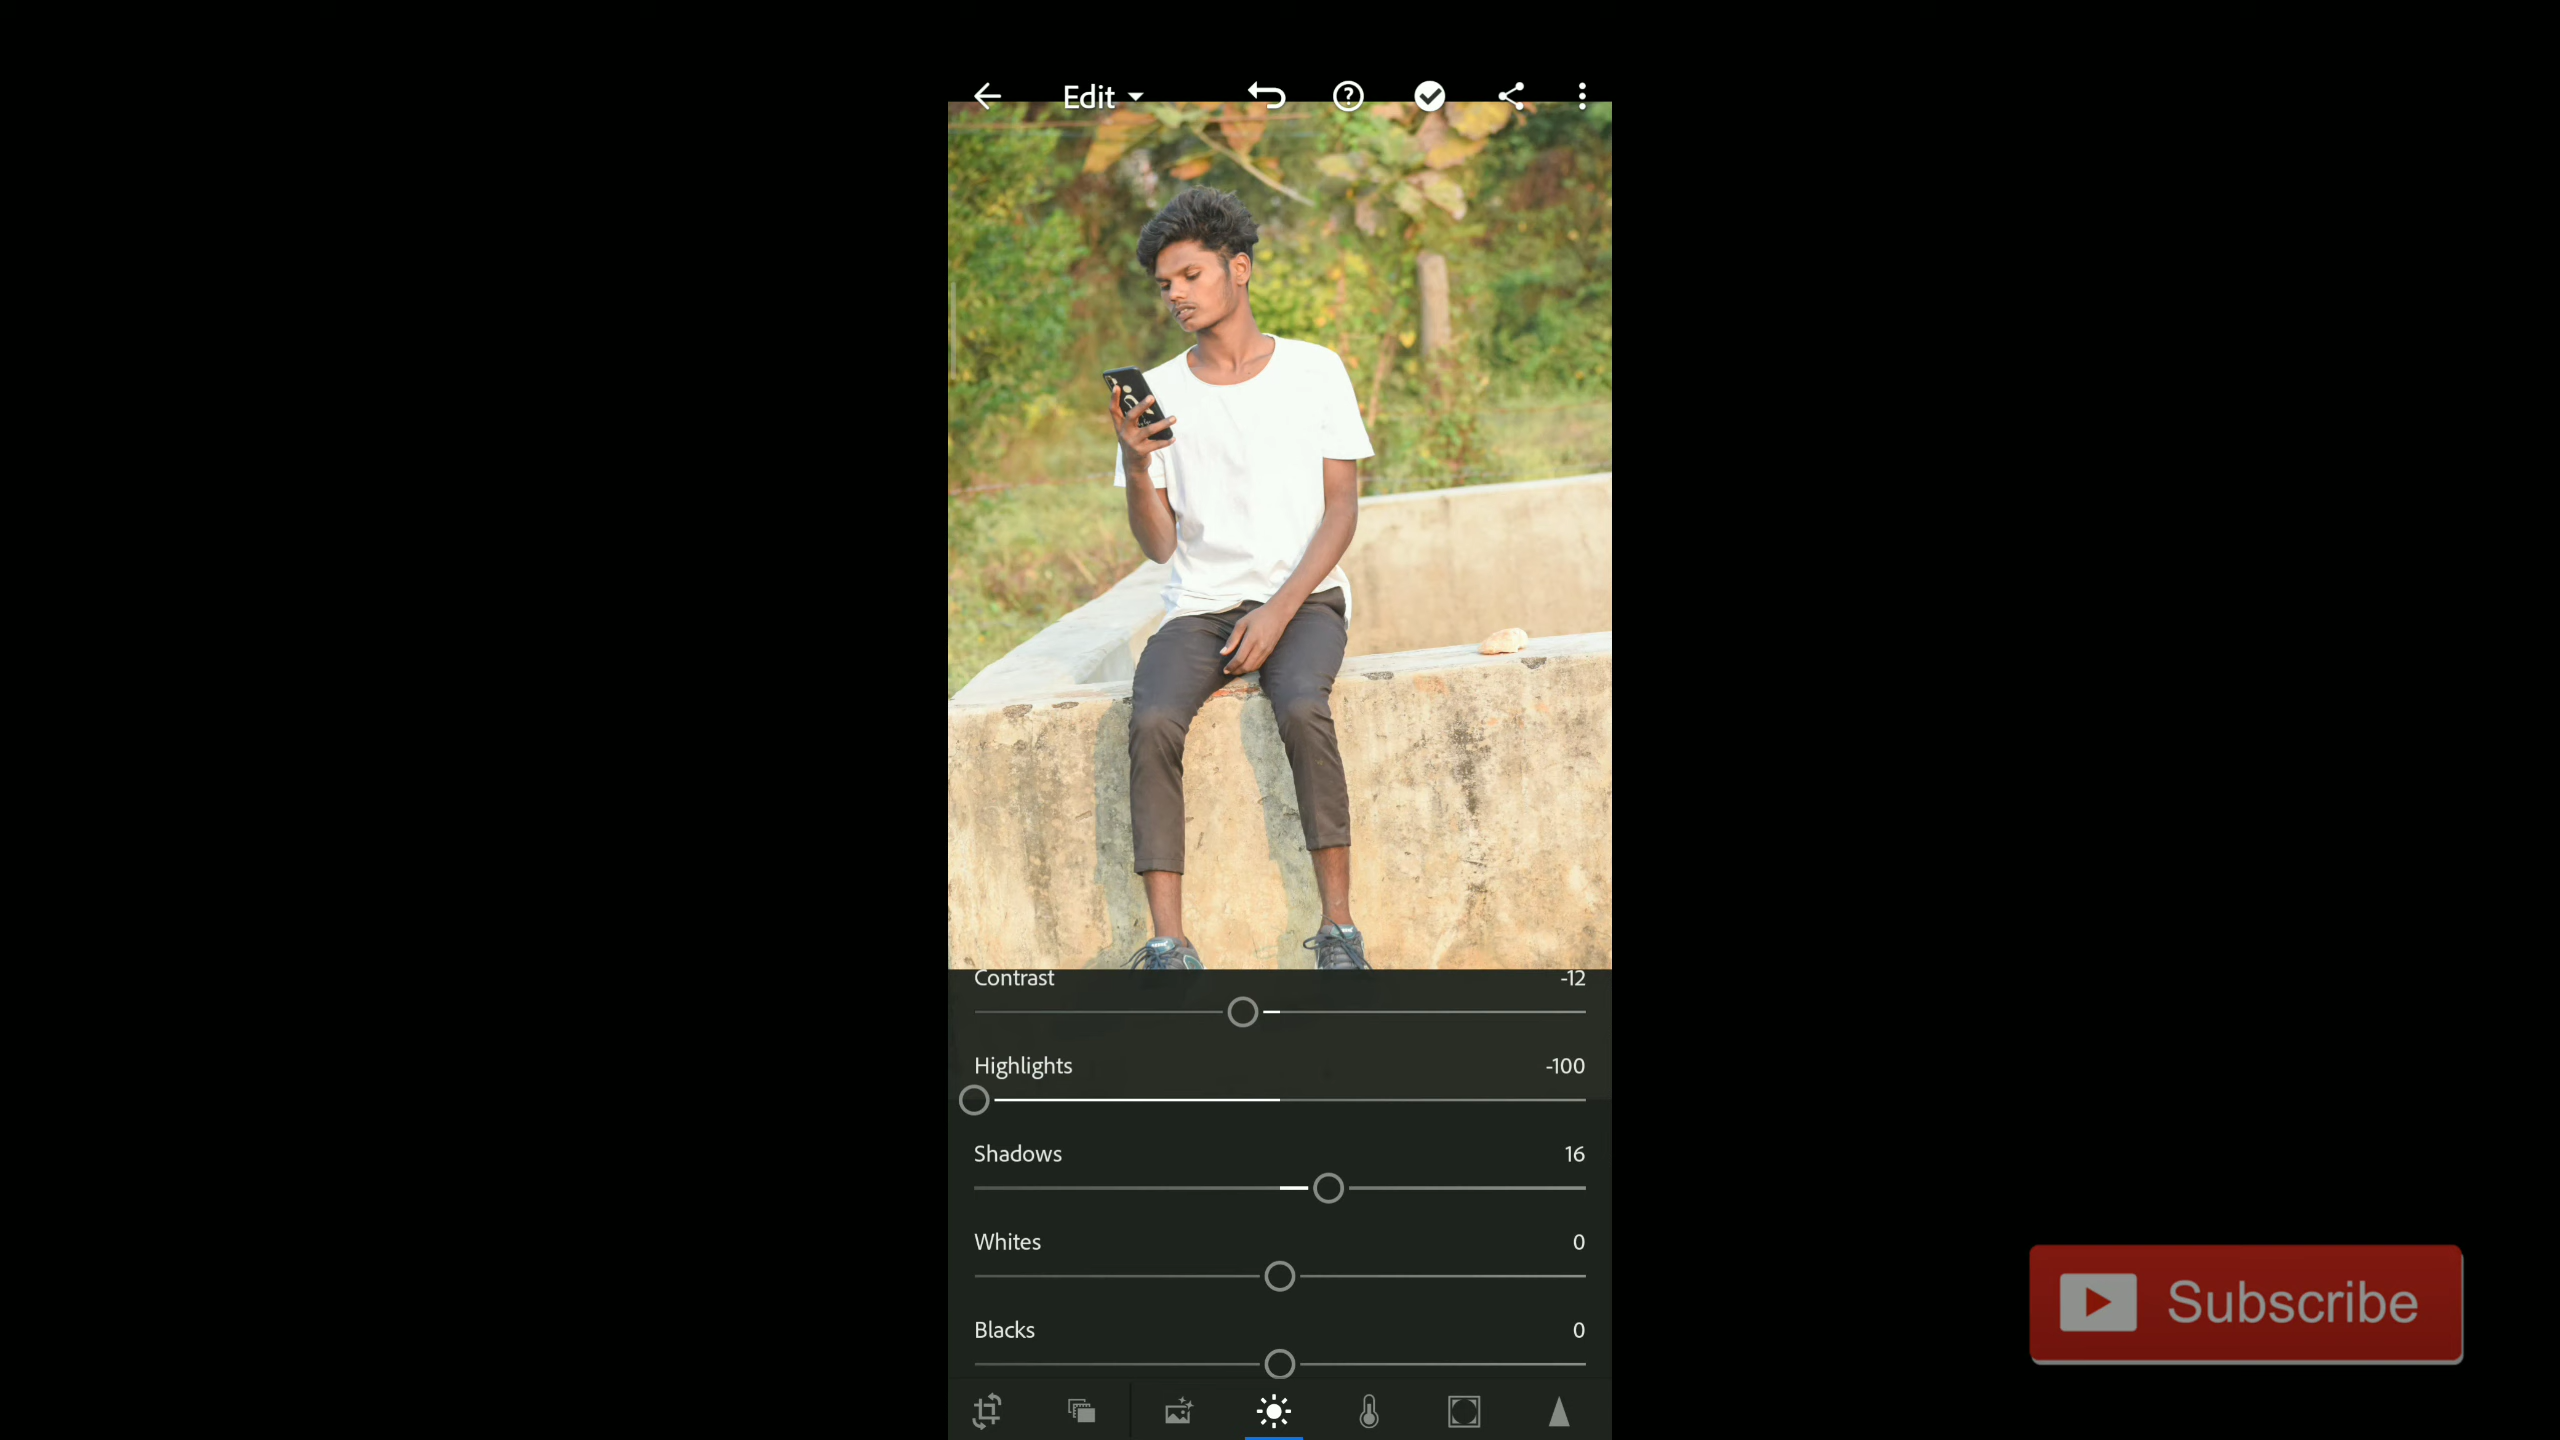 Edit
Contrast -12
Highlights -100
Shadows 16
Whites 0
Blacks 0
Subscribe